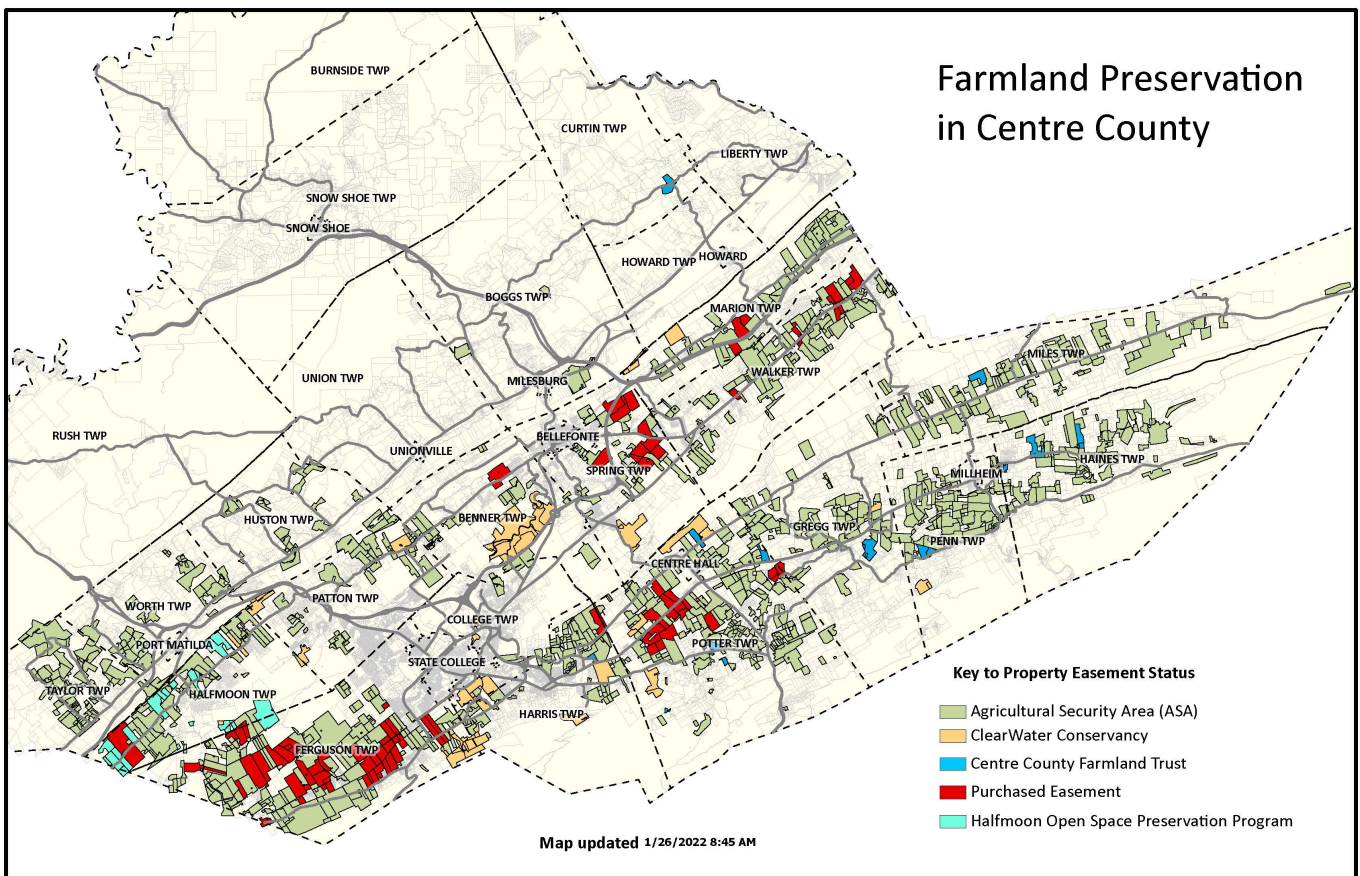 Farmland Preservation
in Centre County
BURNSIDE TWP
CURTIN TWP
LIBERTY TWP
SNOW SHOE TWP
SNOW SHOE
HOWARD TWP
HOWARD
BOGGS TWP
MARION TWP
MILES TWP
WALKER TWP
UNION TWP
MILESBURG
RUSH TWP
BELLEFONTE
UNIONVILLE
HAINES TWP
SPRING TWP
MILLHEIM
BENNER TWP
HUSTON TWP
GREGG TWP
PENN TWP
CENTRE HALL
PATTON TWP
WORTH TWP
COLLEGE TWP
PORT MATILDA
POTTER TWP
STATE COLLEGE
TAYLOR TWP
HALFMOON TWP
HARRIS TWP
FERGUSON TWP
Key to Property Easement Status
Agricultural Security Area (ASA)
ClearWater Conservancy
Centre County Farmland Trust
Purchased Easement
Halfmoon Open Space Preservation Program
Map updated 1/26/2022 8:45 AM